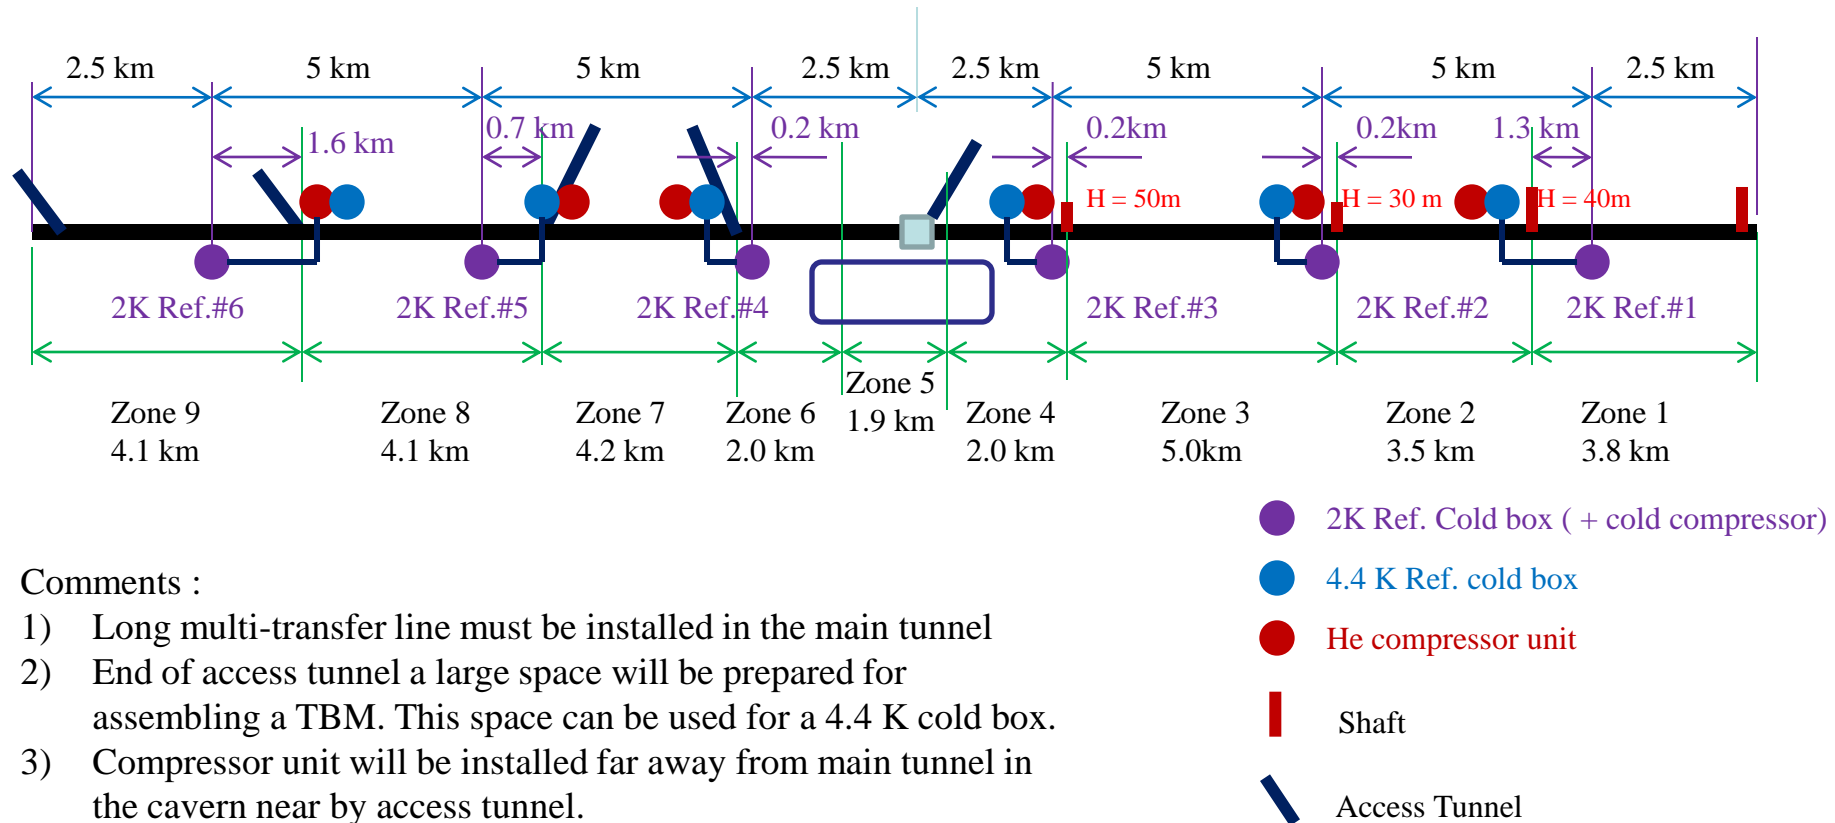 2.5 km 5 km 5 km 2.5 km 2.5 km 5 km 5 km 2.5 km
1.6 km 0.7 km 0.2 km 0.2km 0.2km 1.3 km
H = 50m H = 30 m H = 40m
2K Ref.#6 2K Ref.#5 2K Ref.#4 2K Ref.#3 2K Ref.#2 2K Ref.#1
Zone 9 Zone 8 Zone 7 Zone 6 Zone 5 Zone 4 Zone 3 Zone 2 Zone 1
4.1 km 4.1 km 4.2 km 2.0 km 1.9 km 2.0 km 5.0km 3.5 km 3.8 km
2K Ref. Cold box ( + cold compressor)
4.4 K Ref. cold box
He compressor unit
Shaft
Access Tunnel
Comments :
1) Long multi-transfer line must be installed in the main tunnel
2) End of access tunnel a large space will be prepared for
assembling a TBM. This space can be used for a 4.4 K cold box.
3) Compressor unit will be installed far away from main tunnel in
the cavern near by access tunnel.